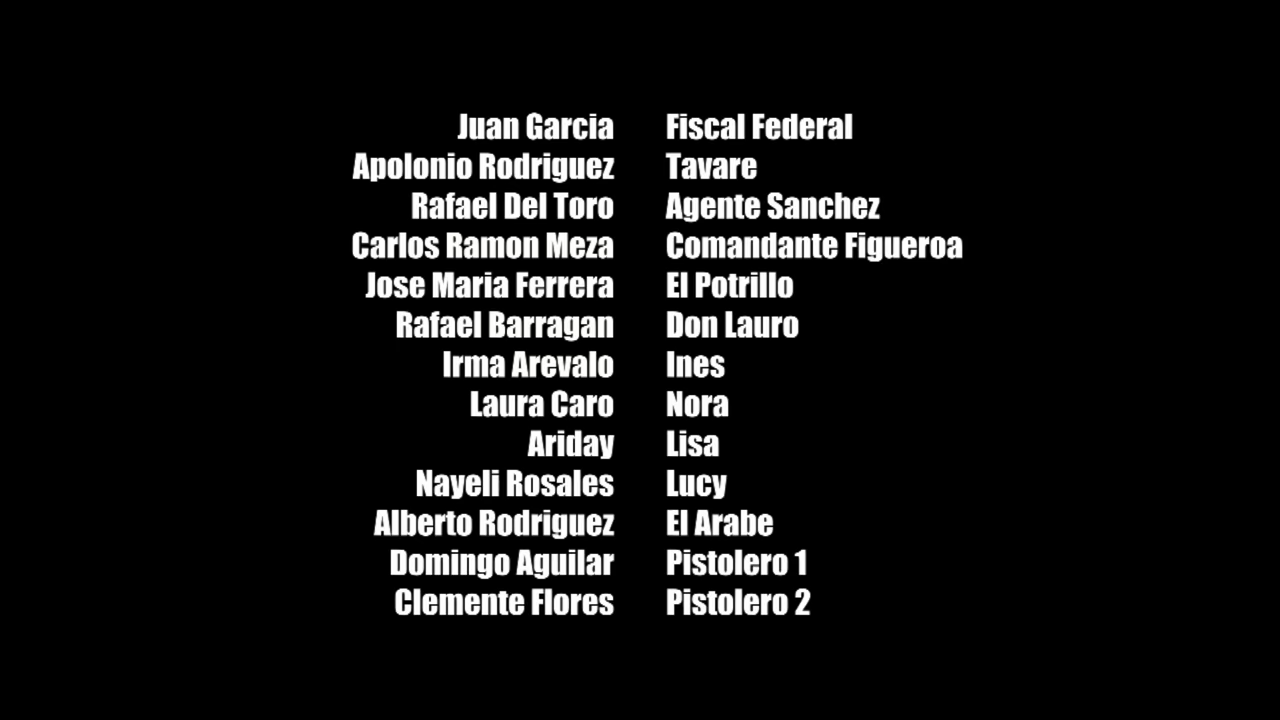 Juan Garcia Fiscal Federal
Apolonio Rodriguez Tavare
Rafael Del Toro Agente Sanchez
Carlos Ramon Meza Comandante Figueroa
Jose Maria Ferrera El Potrillo
Rafael Barragan Don Lauro
Irma Arevalo Ines
Laura Caro Nora
Ariday Lisa
Nayeli Rosales Lucy
Alberto Rodriguez El Arabe
Domingo Aguilar Pistolero 1
Clemente Flores Pistolero 2